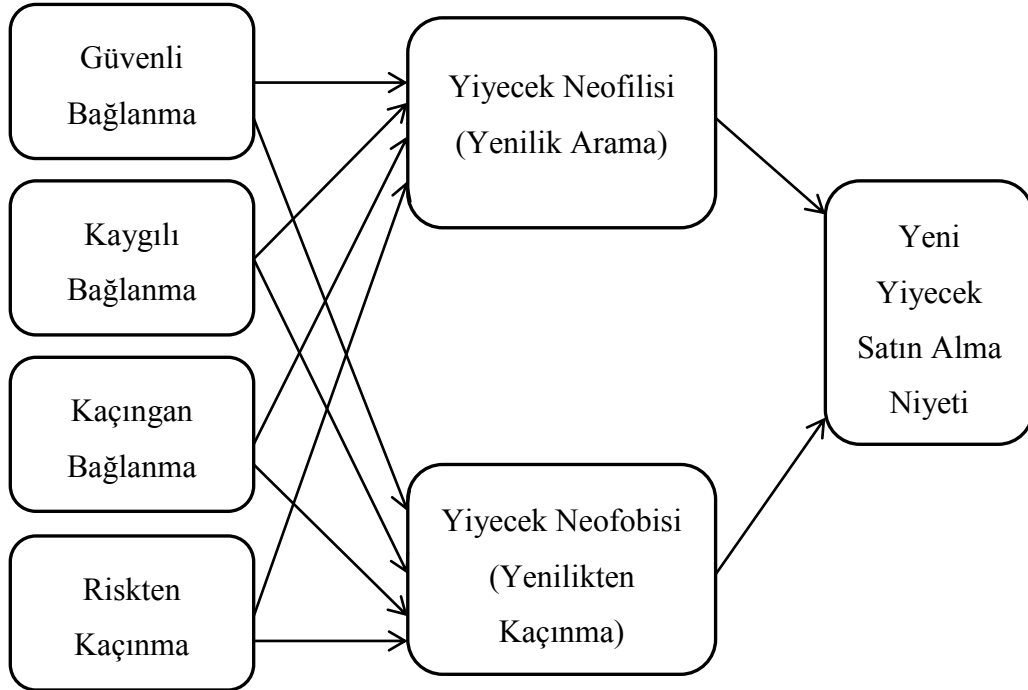 Güvenli
Bağlanma
Kaygılı
Bağlanma
Kaçıngan
Bağlanma
Riskten
Kaçınma
Yiyecek Neofilisi
(Yenilik Arama)
Yiyecek Neofobisi
(Yenilikten
Kaçınma)
Yeni
Yiyecek
Satın Alma
Niyeti